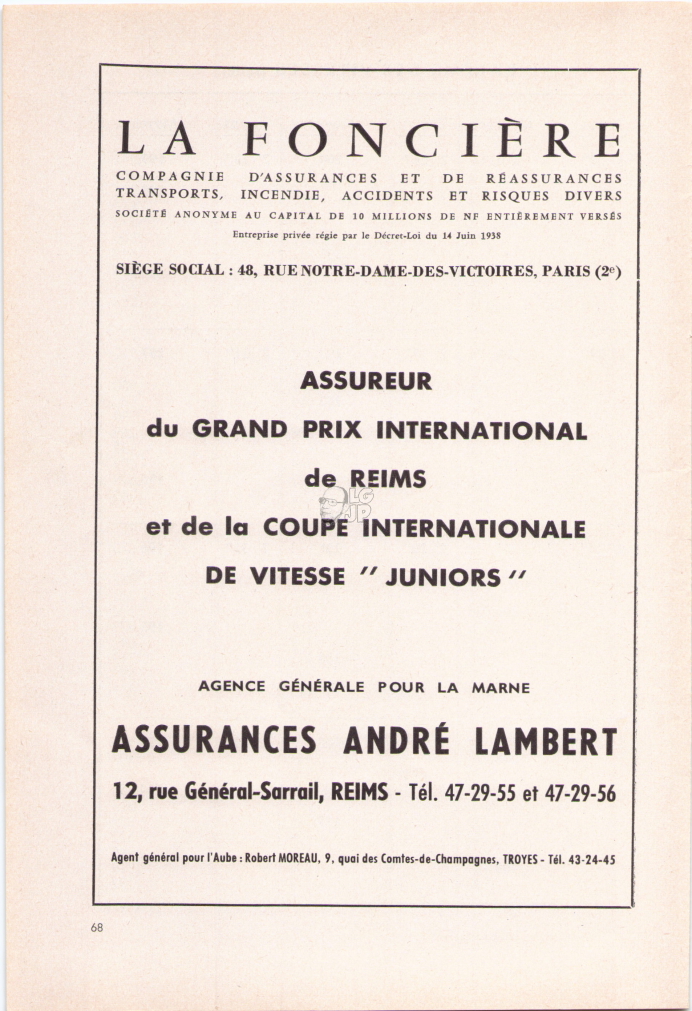 LA FONCIÈRE
COMPAGNIE D'ASSURANCES ET DE RÉASSURANCES
TRANSPORTS, INCENDIE, ACCIDENTS ET RISQUES DIVERS
SOCIÉTÉ ANONYME AU CAPITAL DE 10 MILLIONS DE NF ENTIÈREMENT VERSÉS
Entreprise privée régie par le Décret-Loi du 14 Juin 1938
SIÈGE SOCIAL : 48, RUE NOTRE-DAME-DES-VICTOIRES, PARIS (2e)
ASSUREUR
du GRAND PRIX INTERNATIONAL
de REIMS
LG
JP
et de la COUPE INTERNATIONALE
DE VITESSE " JUNIORS "
AGENCE GÉNÉRALE POUR LA MARNE
ASSURANCES ANDRÉ LAMBERT
12, rue Général-Sarrail, REIMS - Tél. 47-29-55 et 47-29-56
Agent général pour l'Aube : Robert MOREAU, 9, quai des Comtes-de-Champagnes, TROYES - Tél. 43-24-45
68